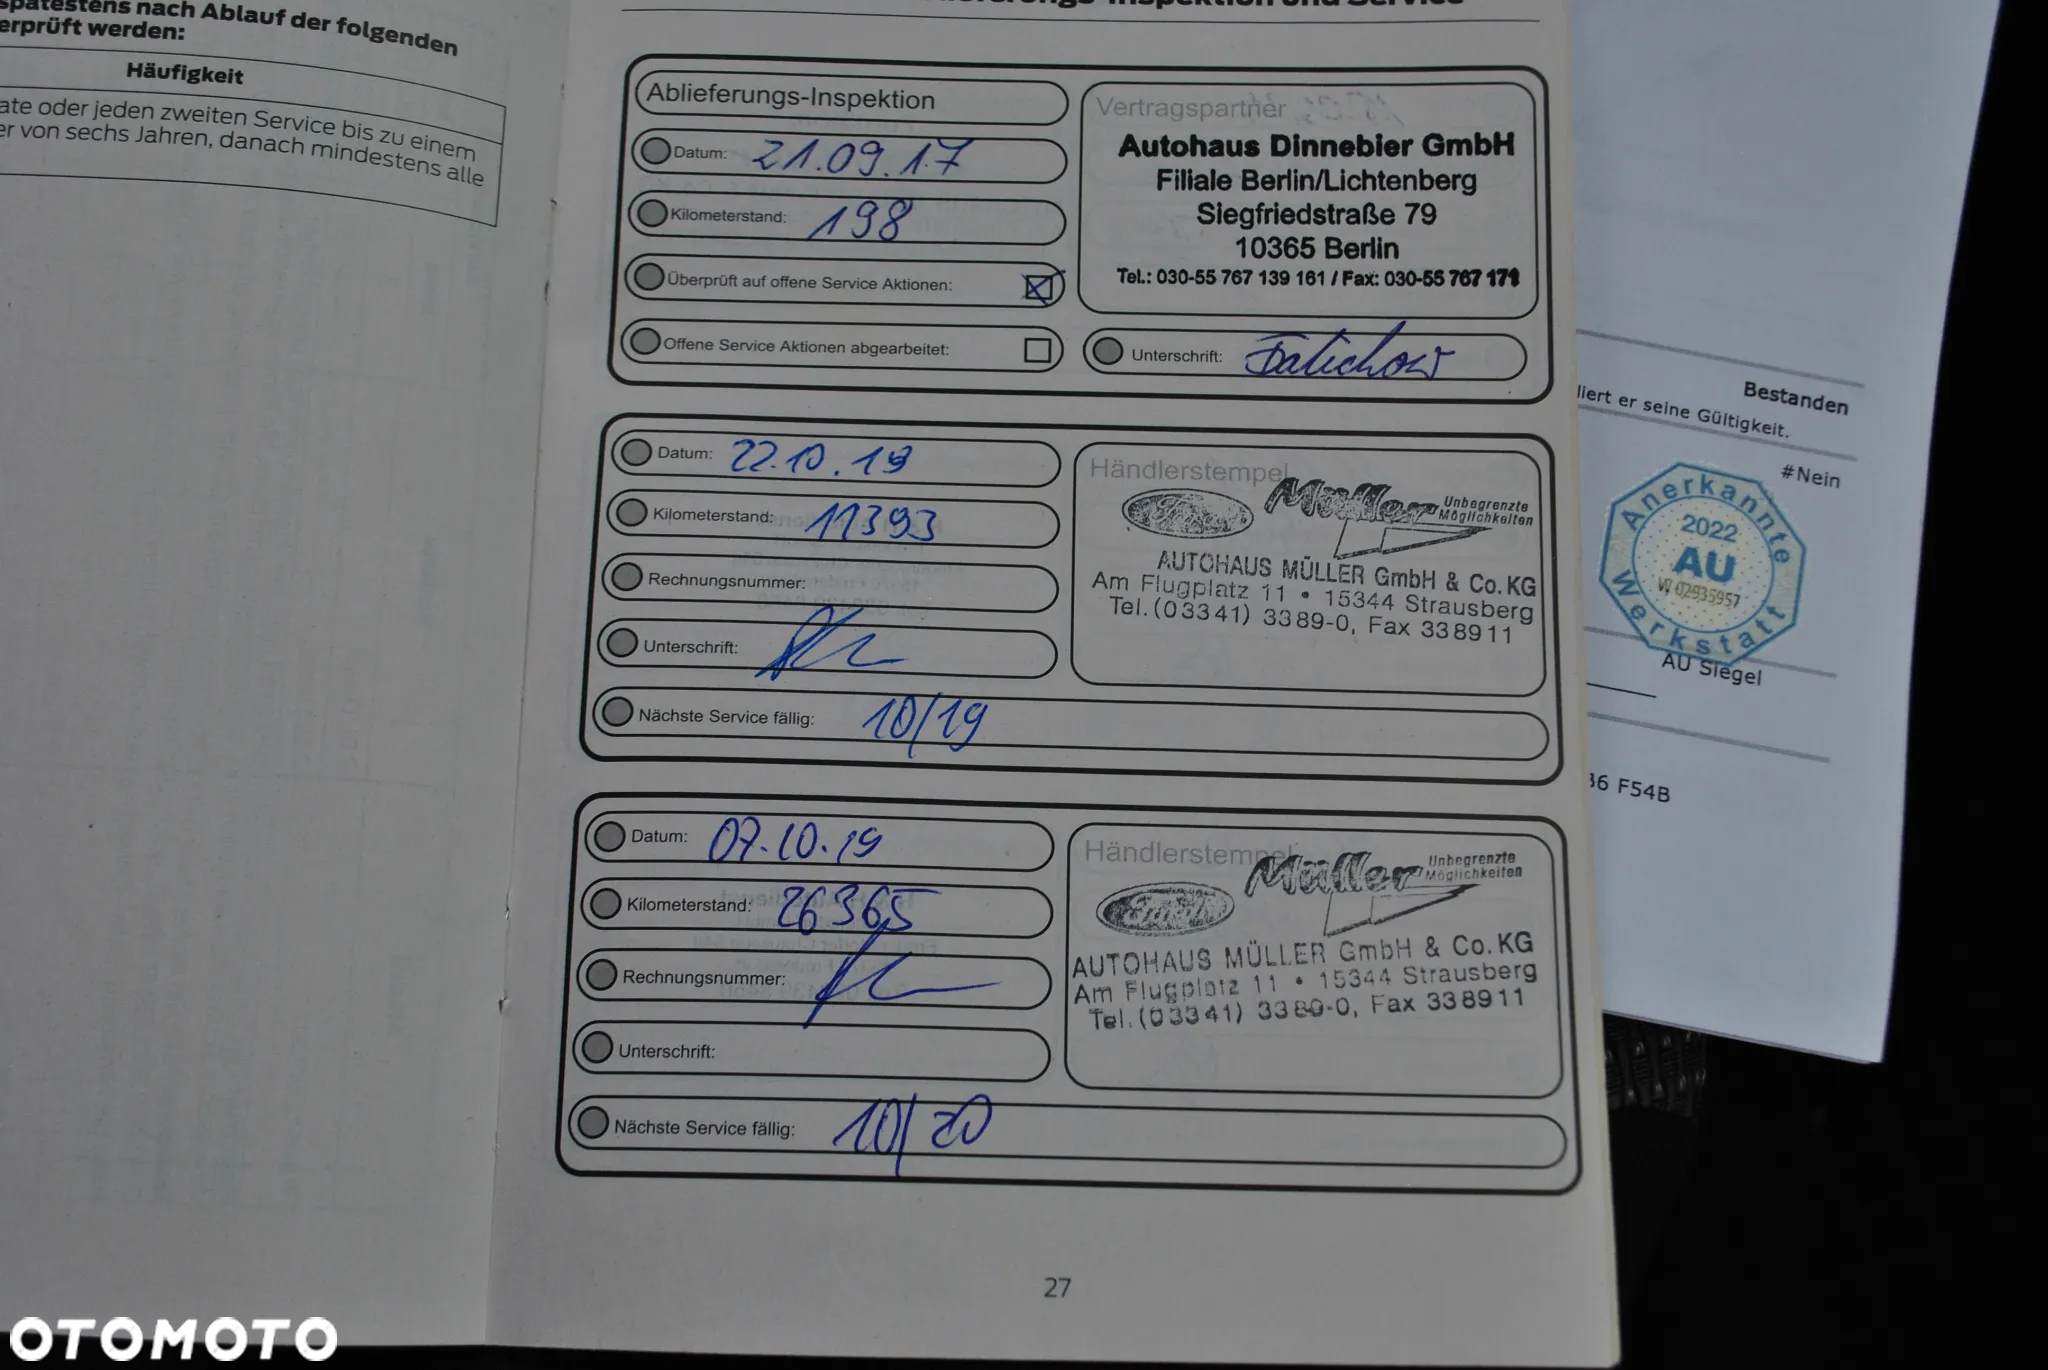 spätestens nach Ablauf der folgenden
erprüft werden:
Häufigkeit
ate oder jeden zweiten Service bis zu einem
er von sechs Jahren, danach mindestens alle
Ablieferungs-Inspektion
Datum: 21.09.17
Kilometerstand: 198
Überprüft auf offene Service Aktionen:
Offene Service Aktionen abgearbeitet:
Vertragspartner
Autohaus Dinnebier GmbH
Filiale Berlin/Lichtenberg
Siegfriedstraße 79
10365 Berlin
Tel.: 030-55 767 139 161 / Fax: 030-55 767 171
Unterschrift:
Datum: 22.10.18
Kilometerstand: 11393
Rechnungsnummer:
Unterschrift:
Nächste Service fällig: 10/19
Händlerstempel
Ford
Müller Unbegrenzte
Möglichkeiten
AUTOHAUS MÜLLER GmbH & Co.KG
Am Flugplatz 11 • 15344 Strausberg
Tel.(03341) 3389-0, Fax 338911
Datum: 07.10.19
Kilometerstand: 26365
Rechnungsnummer:
Unterschrift:
Nächste Service fällig: 10/20
Händlerstempel
Ford
Müller Unbegrenzte
Möglichkeiten
AUTOHAUS MÜLLER GmbH & Co.KG
Am Flugplatz 11 • 15344 Strausberg
Tel.(03341) 3389-0, Fax 338911
27
Bestanden
liert er seine Gültigkeit.
#Nein
Anerkannte
2022
AU
W 02935957
Werkstatt
AU Siegel
36 F54B
OTOMOTO